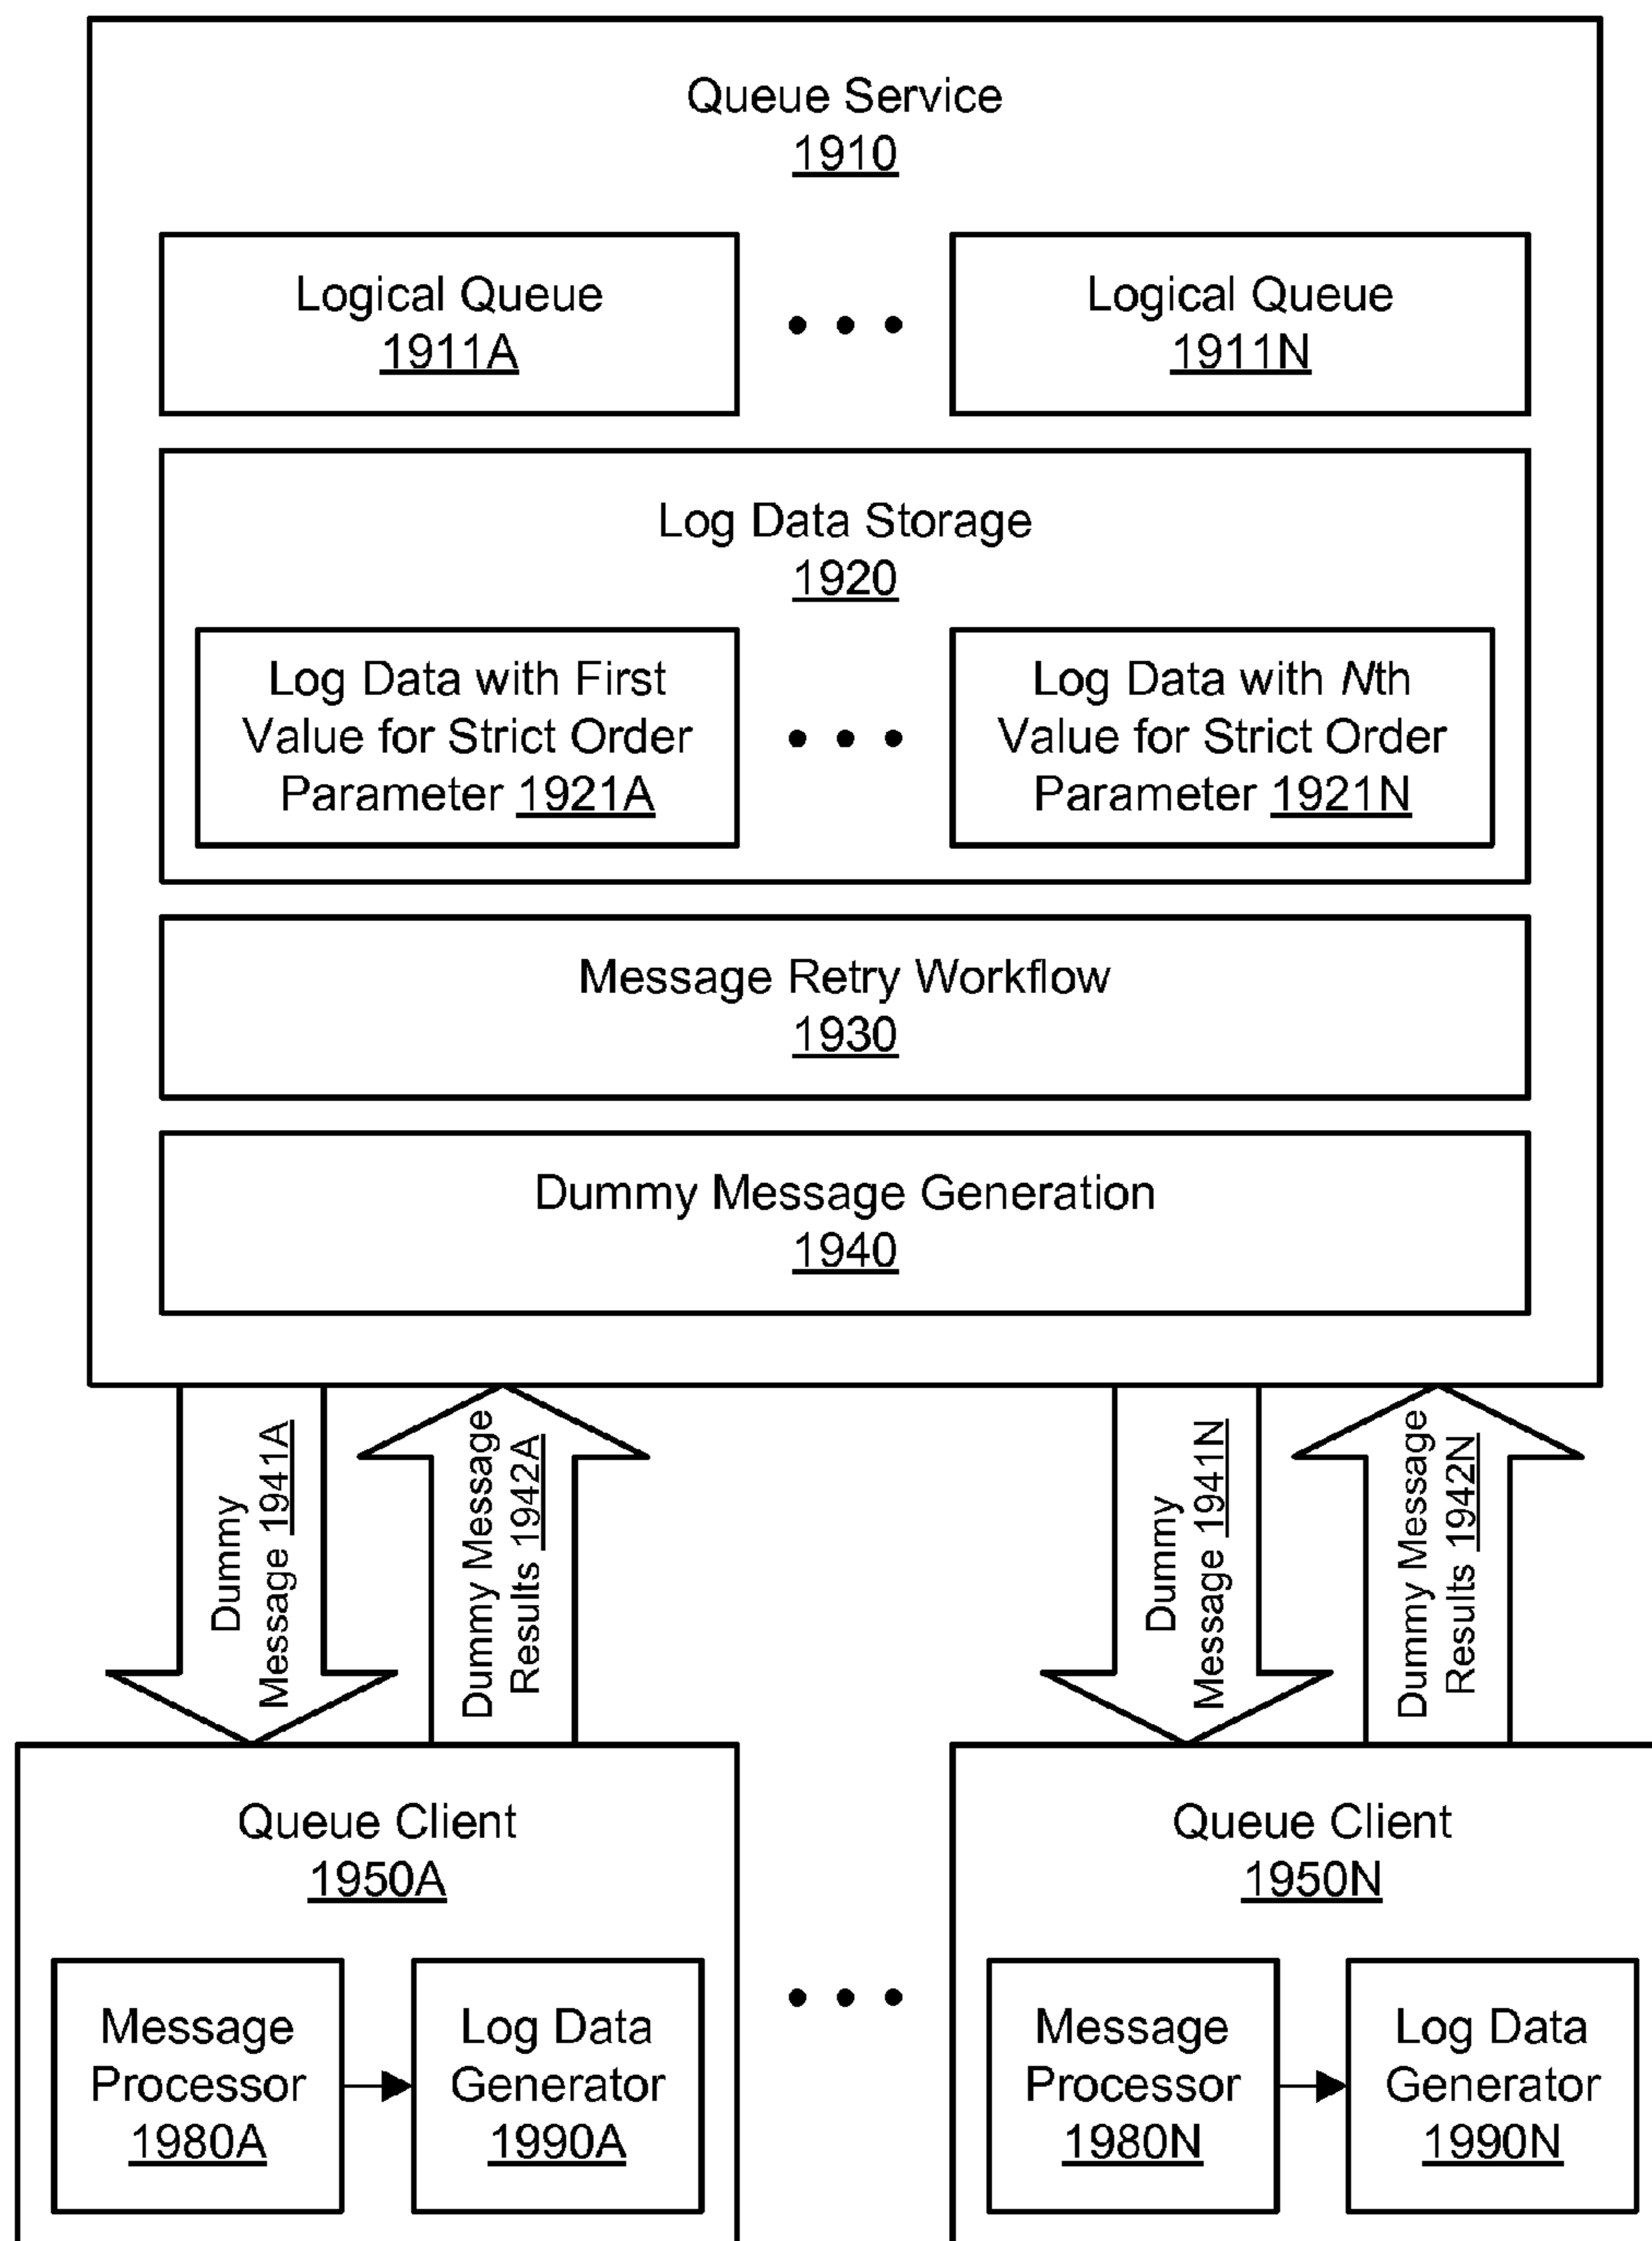 Queue Service
1910
Logical Queue
1911A
Logical Queue
1911N
Log Data Storage
1920
Log Data with First
Value for Strict Order
Parameter 1921A
Log Data with Nth
Value for Strict Order
Parameter 1921N
Message Retry Workflow
1930
Dummy Message Generation
1940
Dummy
Message 1941A
Dummy Message
Results 1942A
Dummy
Message 1941N
Dummy Message
Results 1942N
Queue Client
1950A
Message
Processor
1980A
Log Data
Generator
1990A
Queue Client
1950N
Message
Processor
1980N
Log Data
Generator
1990N